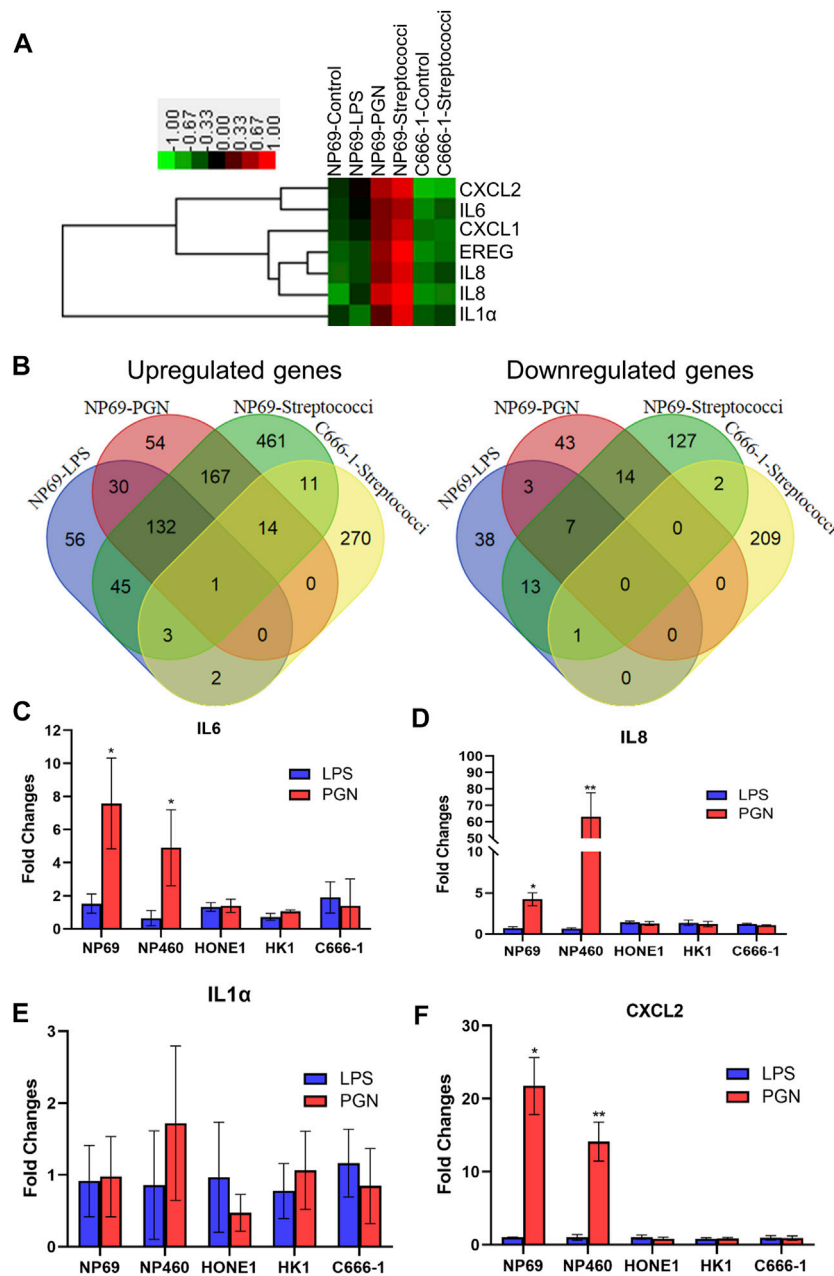 A
-1.00
-0.67
-0.33
0.00
0.33
0.67
1.00
NP69-Control
NP69-LPS
NP69-PGN
NP69-Streptococci
C666-1-Control
C666-1-Streptococci
CXCL2
IL6
CXCL1
EREG
IL8
IL8
IL1α
B
Upregulated genes
NP69-LPS
NP69-PGN
NP69-Streptococci
C666-1-Streptococci
54
461
30
167
11
56
132
14
270
45
1
0
3
0
2
Downregulated genes
NP69-LPS
NP69-PGN
NP69-Streptococci
C666-1-Streptococci
43
127
3
14
2
38
7
0
209
13
0
0
1
0
0
C
IL6
Fold Changes
12
10
8
6
4
2
0
*
*
LPS
PGN
NP69 NP460 HONE1 HK1 C666-1
D
IL8
Fold Changes
100
90
80
70
60
50
10
5
0
*
**
LPS
PGN
NP69 NP460 HONE1 HK1 C666-1
E
IL1α
Fold Changes
3
2
1
0
LPS
PGN
NP69 NP460 HONE1 HK1 C666-1
F
CXCL2
Fold Changes
30
20
10
0
*
**
LPS
PGN
NP69 NP460 HONE1 HK1 C666-1